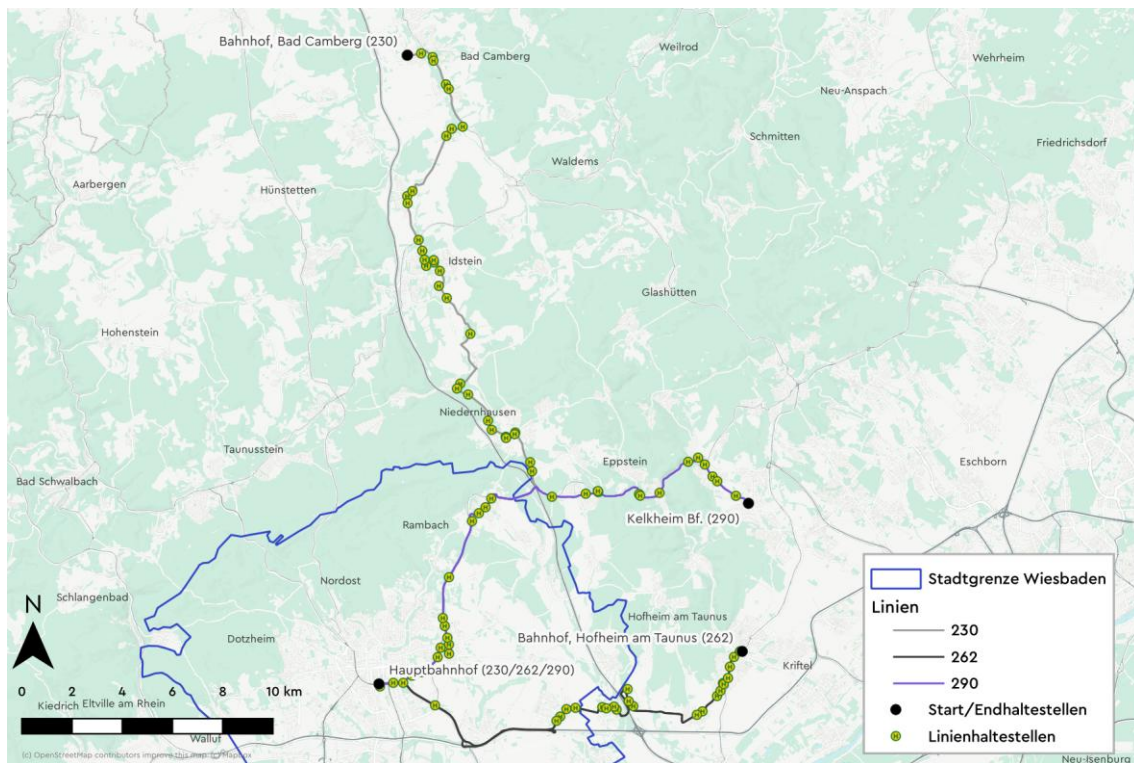 Bahnhof, Bad Camberg (230)
Bad Camberg
Weilrod
Wehrheim
Neu-Anspach
Schmitten
Friedrichsdorf
Waldems
Aarbergen
Hünstetten
Idstein
Glashütten
Hohenstein
Niedernhausen
Taunusstein
Eppstein
Eschborn
Bad Schwalbach
Kelkheim Bf. (290)
Rambach
Nordost
Schlangenbad
Hofheim am Taunus
Dotzheim
Bahnhof, Hofheim am Taunus (262)
Kriftel
Hauptbahnhof (230/262/290)
N
0 2 4 6 8 10 km
Kiedrich
Eltville am Rhein
Walluf
Neu-Isenburg
(c) OpenStreetMap contributors improve this map, (c) Mapbox
Stadtgrenze Wiesbaden
Linien
230
262
290
Start/Endhaltestellen
H Linienhaltestellen